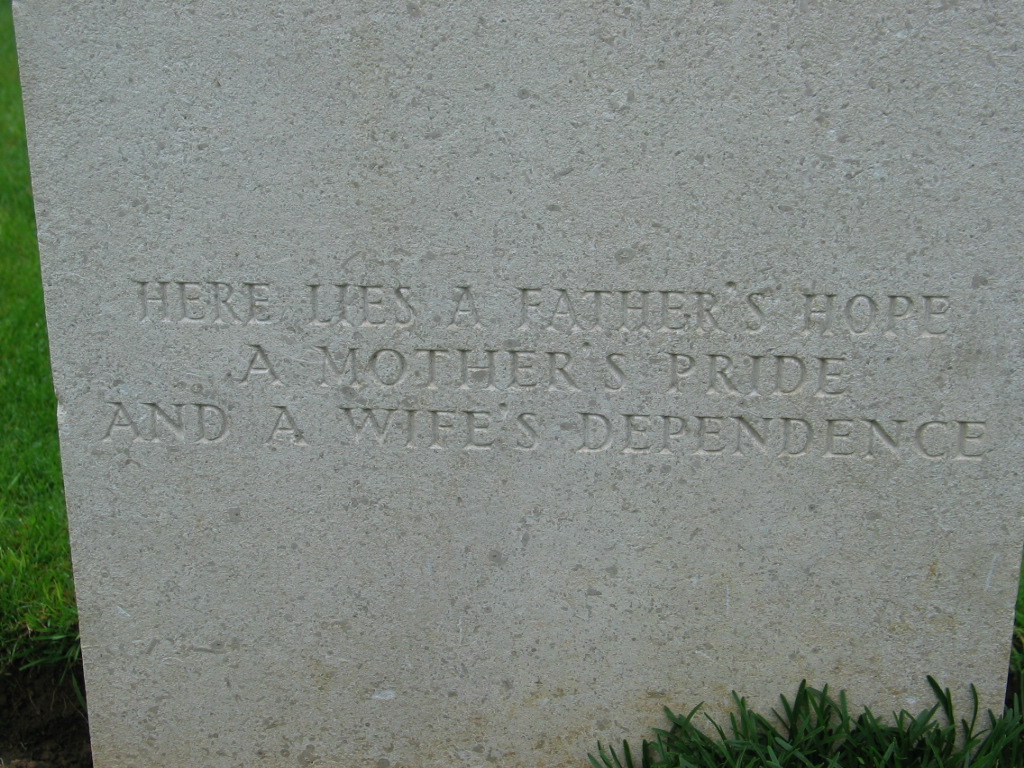 HERE LIES A FATHER'S HOPE
A MOTHER'S PRIDE
AND A WIFE'S DEPENDENCE